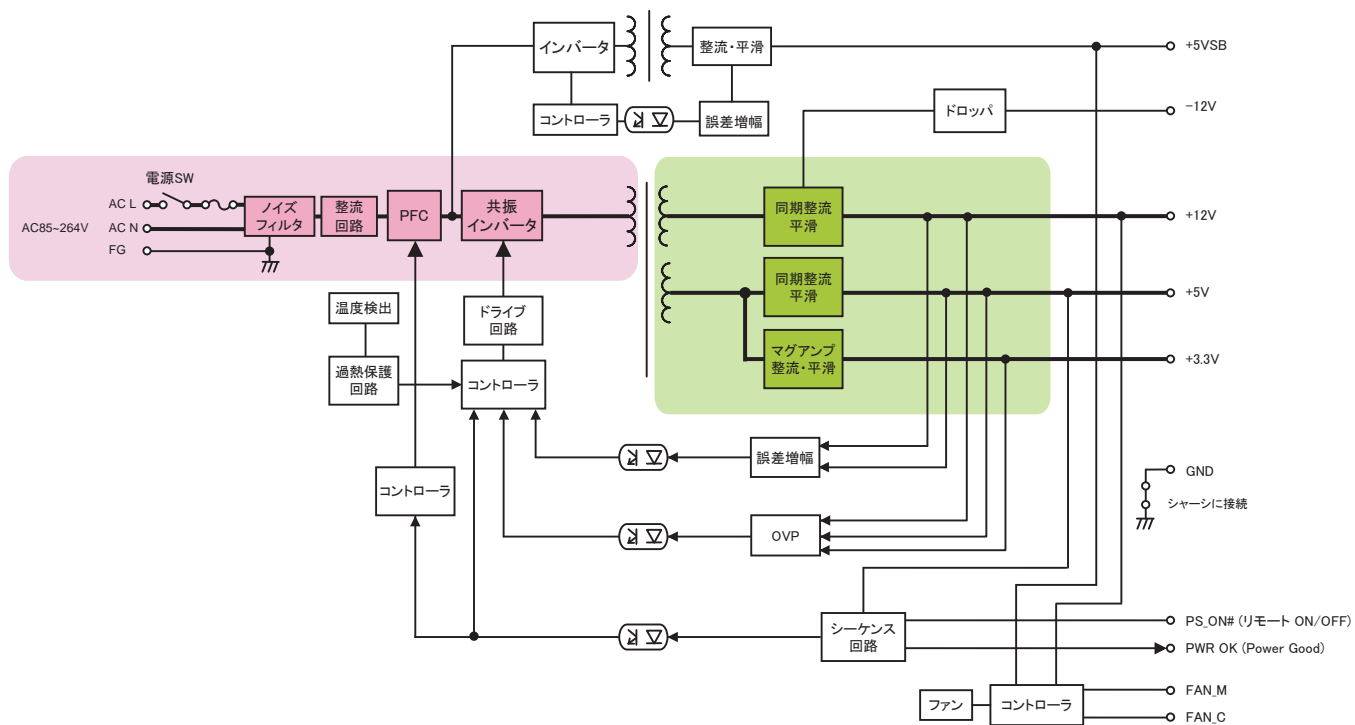 インバータ
整流・平滑
+5VSB
コントローラ
誤差増幅
ドロッパ
-12V
電源SW
AC L
AC85~264V
AC N
FG
ノイズ
フィルタ
整流
回路
PFC
共振
インバータ
同期整流
平滑
+12V
同期整流
平滑
+5V
マグアンプ
整流・平滑
+3.3V
温度検出
ドライブ
回路
過熱保護
回路
コントローラ
誤差増幅
コントローラ
OVP
GND
シャーシに接続
シーケンス
回路
PS_ON# (リモート ON/OFF)
PWR OK (Power Good)
ファン
コントローラ
FAN_M
FAN_C